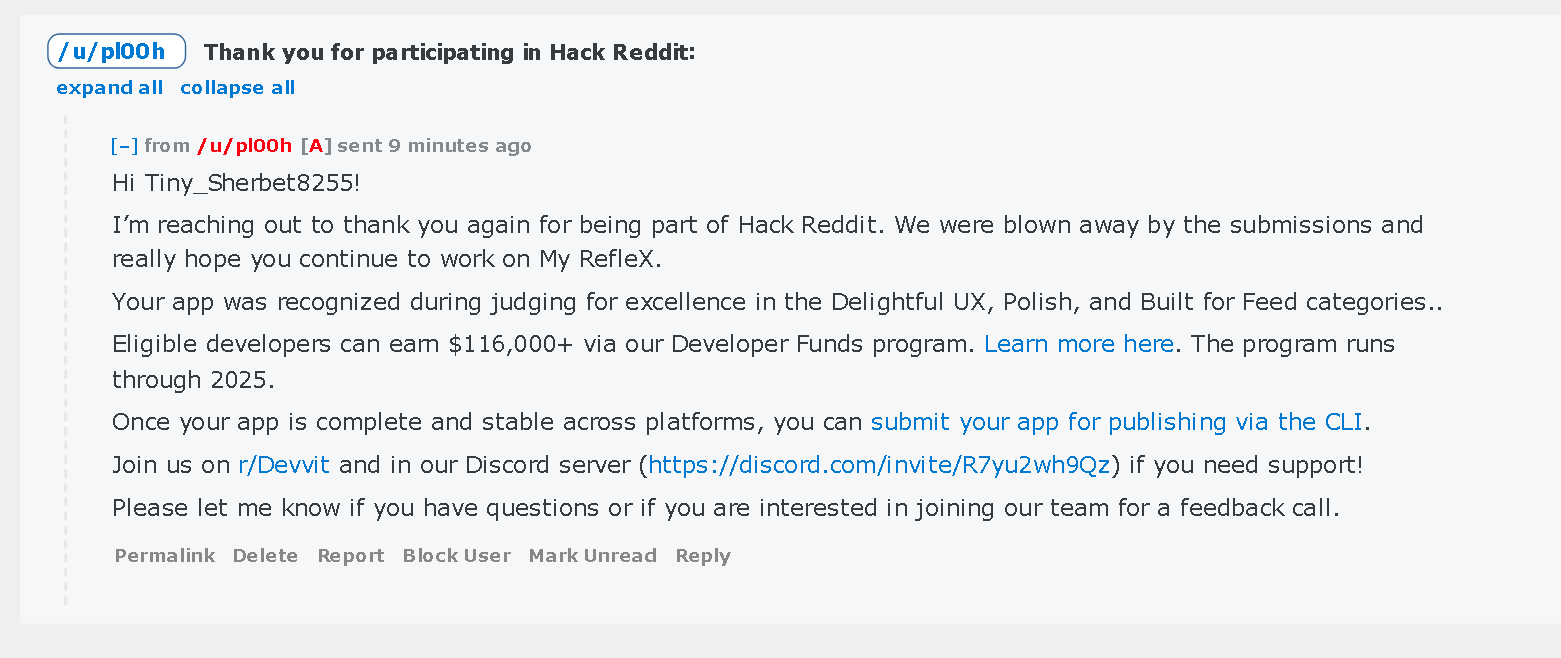 /u/pl00h Thank you for participating in Hack Reddit:
expand all collapse all
[–] from /u/pl00h [A] sent 9 minutes ago
Hi Tiny_Sherbet8255!
I’m reaching out to thank you again for being part of Hack Reddit. We were blown away by the submissions and
really hope you continue to work on My RefleX.
Your app was recognized during judging for excellence in the Delightful UX, Polish, and Built for Feed categories..
Eligible developers can earn $116,000+ via our Developer Funds program. Learn more here. The program runs
through 2025.
Once your app is complete and stable across platforms, you can submit your app for publishing via the CLI.
Join us on r/Devvit and in our Discord server (https://discord.com/invite/R7yu2wh9Qz) if you need support!
Please let me know if you have questions or if you are interested in joining our team for a feedback call.
Permalink Delete Report Block User Mark Unread Reply